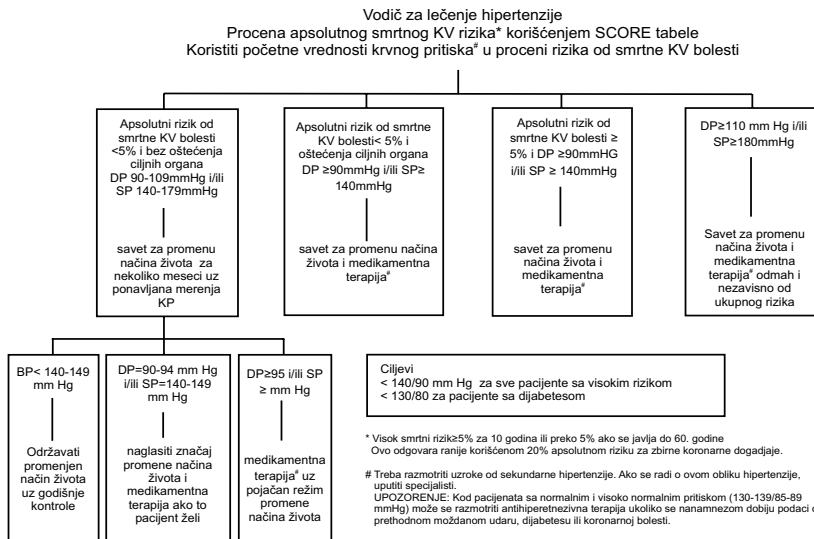 Vodič za lečenje hipertenzije
Procena apsolutnog smrtnog KV rizika* korišćenjem SCORE tabele
Koristiti početne vrednosti krvnog pritiska# u proceni rizika od smrtne KV bolesti
Apsolutni rizik od
smrtne KV bolesti
<5% i bez oštećenja
ciljnih organa
DP 90-109mmHg i/ili
SP 140-179mmHg
savet za promenu
načina života za
nekoliko meseci uz
ponavljana merenja
KP
Apsolutni rizik od smrtne
KV bolesti< 5% i
oštećenja ciljnih organa
DP ≥90mmHg i/ili SP≥
140mmHg
savet za promenu načina
života i medikamentna
terapija#
Apsolutni rizik od
smrtne KV bolesti ≥
5% i DP ≥90mmHG
i/ili SP ≥ 140mmHg
savet za promenu
načina života i
medikamentna
terapija#
DP≥110 mm Hg i/ili
SP≥180mmHg
Savet za promenu
načina života i
medikamentna
terapija# odmah i
nezavisno od
ukupnog rizika
BP< 140-149
mm Hg
Održavati
promenjen
način života
uz godišnje
kontrole
DP=90-94 mm Hg
i/ili SP=140-149
mm Hg
naglasiti značaj
promene načina
života i
medikamentna
terapija ako to
pacijent želi
DP≥95 i/ili SP
≥ mm Hg
medikamentna
terapija# uz
pojačan režim
promene
načina života
Ciljevi
< 140/90 mm Hg za sve pacijente sa visokim rizikom
< 130/80 za pacijente sa dijabetesom
* Visok smrtni rizik≥5% za 10 godina ili preko 5% ako se javlja do 60. godine
Ovo odgovara ranije korišćenom 20% apsolutnom riziku za zbirne koronarne dogadjaje.
# Treba razmotriti uzroke od sekundarne hipertenzije. Ako se radi o ovom obliku hipertenzije,
uputiti specijalisti.
UPOZORENJE: Kod pacijenata sa normalnim i visoko normalnim pritiskom (130-139/85-89
mmHg) može se razmotriti antihiperetnezivna terapija ukoliko se nanamnezom dobiju podaci o
prethodnom moždanom udaru, dijabetesu ili koronarnoj bolesti.